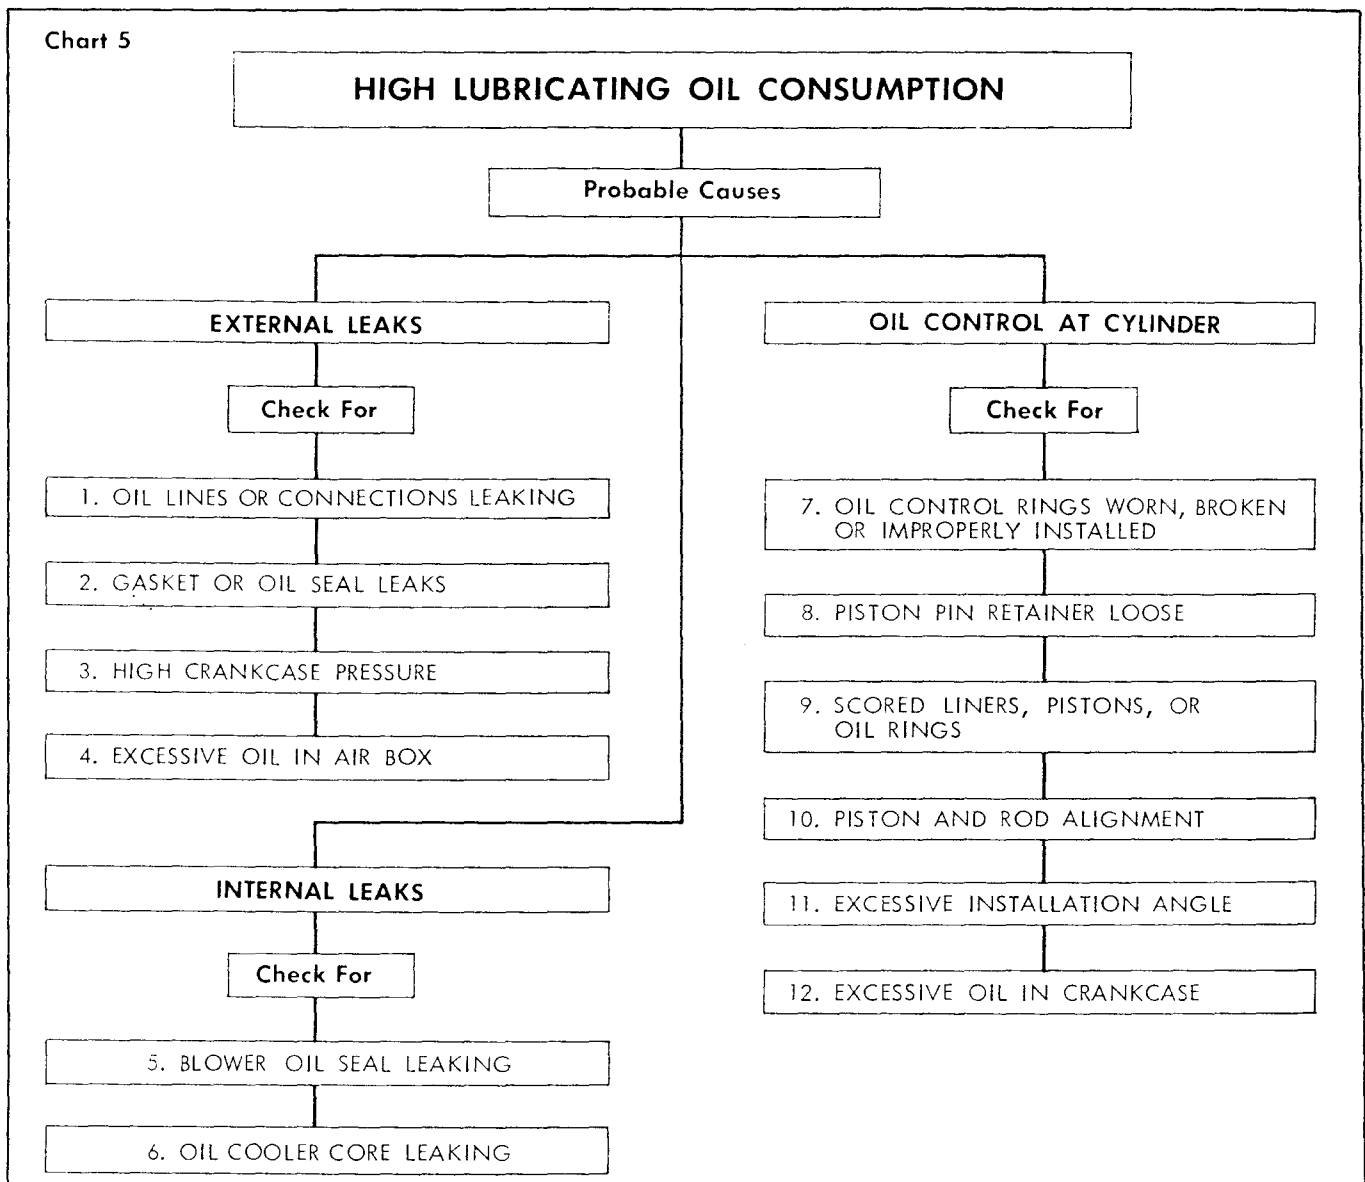 Chart 5
HIGH LUBRICATING OIL CONSUMPTION
Probable Causes
EXTERNAL LEAKS
Check For
1. OIL LINES OR CONNECTIONS LEAKING
2. GASKET OR OIL SEAL LEAKS
3. HIGH CRANKCASE PRESSURE
4. EXCESSIVE OIL IN AIR BOX
INTERNAL LEAKS
Check For
5. BLOWER OIL SEAL LEAKING
6. OIL COOLER CORE LEAKING
OIL CONTROL AT CYLINDER
Check For
7. OIL CONTROL RINGS WORN, BROKEN
OR IMPROPERLY INSTALLED
8. PISTON PIN RETAINER LOOSE
9. SCORED LINERS, PISTONS, OR
OIL RINGS
10. PISTON AND ROD ALIGNMENT
11. EXCESSIVE INSTALLATION ANGLE
12. EXCESSIVE OIL IN CRANKCASE